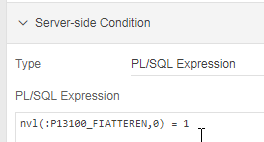 Server-side Condition
Type PL/SQL Expression
PL/SQL Expression
nvl(:P13100_FIATTEREN,0) = 1